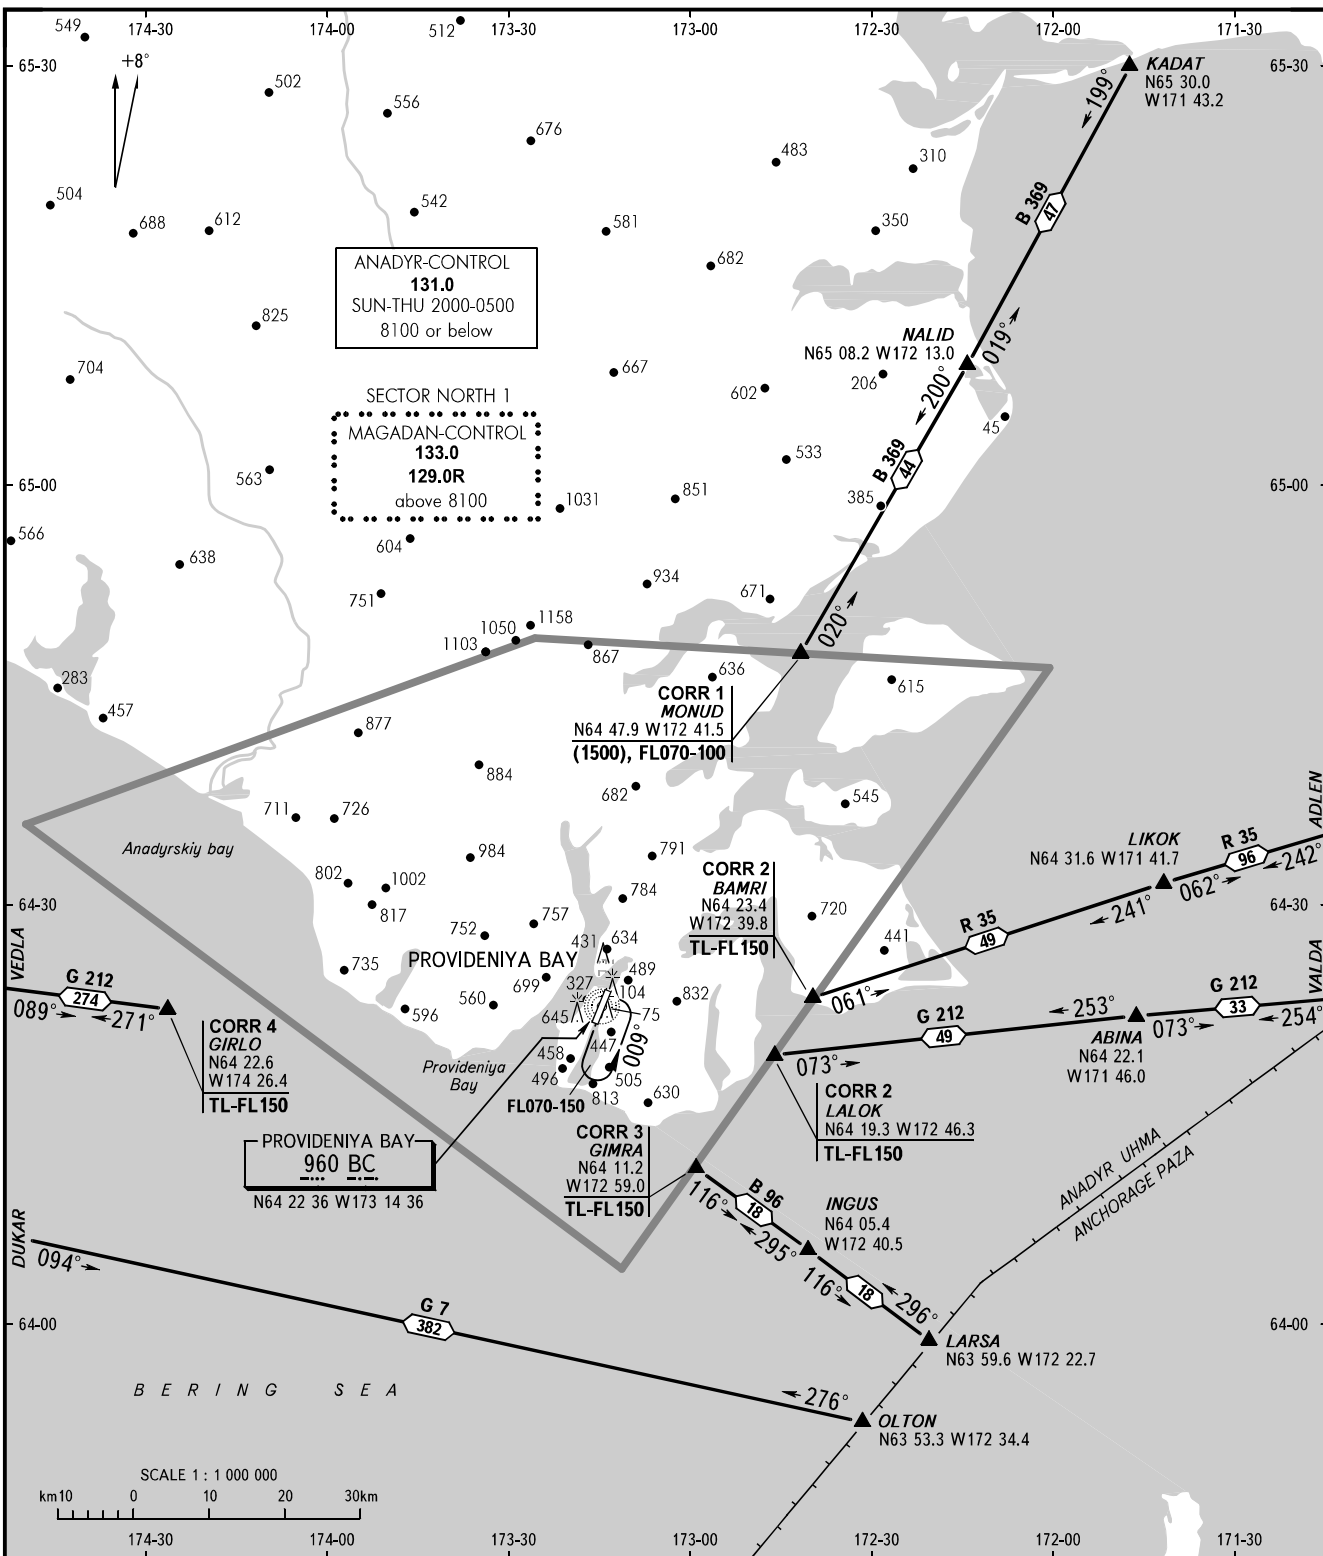 174-30
174-00
173-30
173-00
172-30
172-00
171-30
549
512
65-30
65-30
+8°
KADAT
N65 30.0
W171 43.2
502
556
199°
676
483
310
504
688
612
542
581
350
B 369
47
682
ANADYR-CONTROL
131.0
SUN-THU 2000-0500
8100 or below
825
NALID
N65 08.2 W172 13.0
019°
704
667
602
206
200°
SECTOR NORTH 1
MAGADAN-CONTROL
133.0
129.0R
above 8100
45
563
533
B 369
44
65-00
65-00
1031
851
385
566
604
638
934
751
671
1158
1050
1103
867
020°
283
636
615
457
CORR 1
MONUD
N64 47.9 W172 41.5
(1500), FL070-100
877
884
682
545
711
726
ADLEN
LIKOK
N64 31.6 W171 41.7
R 35
96
242°
Anadyrskiy bay
984
791
802
1002
817
784
CORR 2
BAMRI
N64 23.4
W172 39.8
TL-FL150
062°
241°
64-30
64-30
720
R 35
49
757
752
431
634
441
VEDLA
735
PROVIDENIYA BAY
VALDA
G 212
274
089°
271°
699
327
489
104
832
061°
G 212
33
253°
560
596
645
75
G 212
49
073°
254°
CORR 4
GIRLO
N64 22.6
W174 26.4
TL-FL150
447
009°
ABINA
N64 22.1
W171 46.0
458
496
505
073°
Provideniya
Bay
813
FL070-150
630
CORR 2
LALOK
N64 19.3 W172 46.3
TL-FL150
PROVIDENIYA BAY
960 BC
N64 22 36 W173 14 36
CORR 3
GIMRA
N64 11.2
W172 59.0
TL-FL150
ANADYR UHMA
ANCHORAGE PAZA
116°
B 96
18
INGUS
N64 05.4
W172 40.5
DUKAR
094°
295°
116°
18
296°
G 7
382
64-00
64-00
LARSA
N63 59.6 W172 22.7
BERING SEA
276°
OLTON
N63 53.3 W172 34.4
SCALE 1 : 1 000 000
km10 0 10 20 30km
174-30
174-00
173-30
173-00
172-30
172-00
171-30